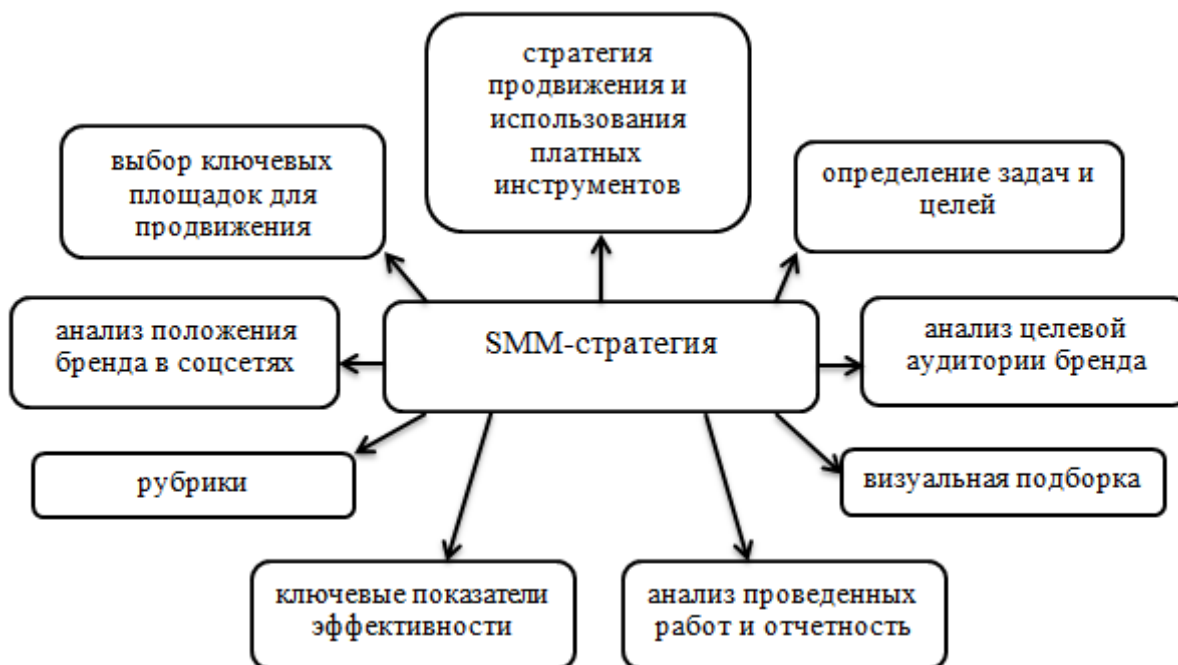 стратегия
продвижения и
использования
платных
инструментов
выбор ключевых
площадок для
продвижения
определение задач и
целей
SMM-стратегия
анализ положения
бренда в соцсетях
анализ целевой
аудитории бренда
рубрики
визуальная подборка
ключевые показатели
эффективности
анализ проведенных
работ и отчетность